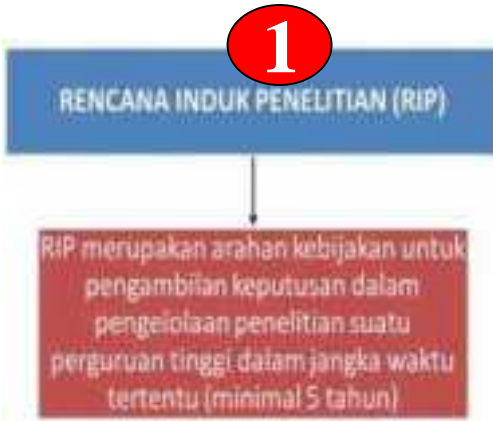 1
RENCANA INDUK PENELITIAN (RIP)
RIP merupakan arahan kebijakan untuk
pengambilan keputusan dalam
pengelolaan penelitian suatu
perguruan tinggi dalam jangka waktu
tertentu (minimal 5 tahun)